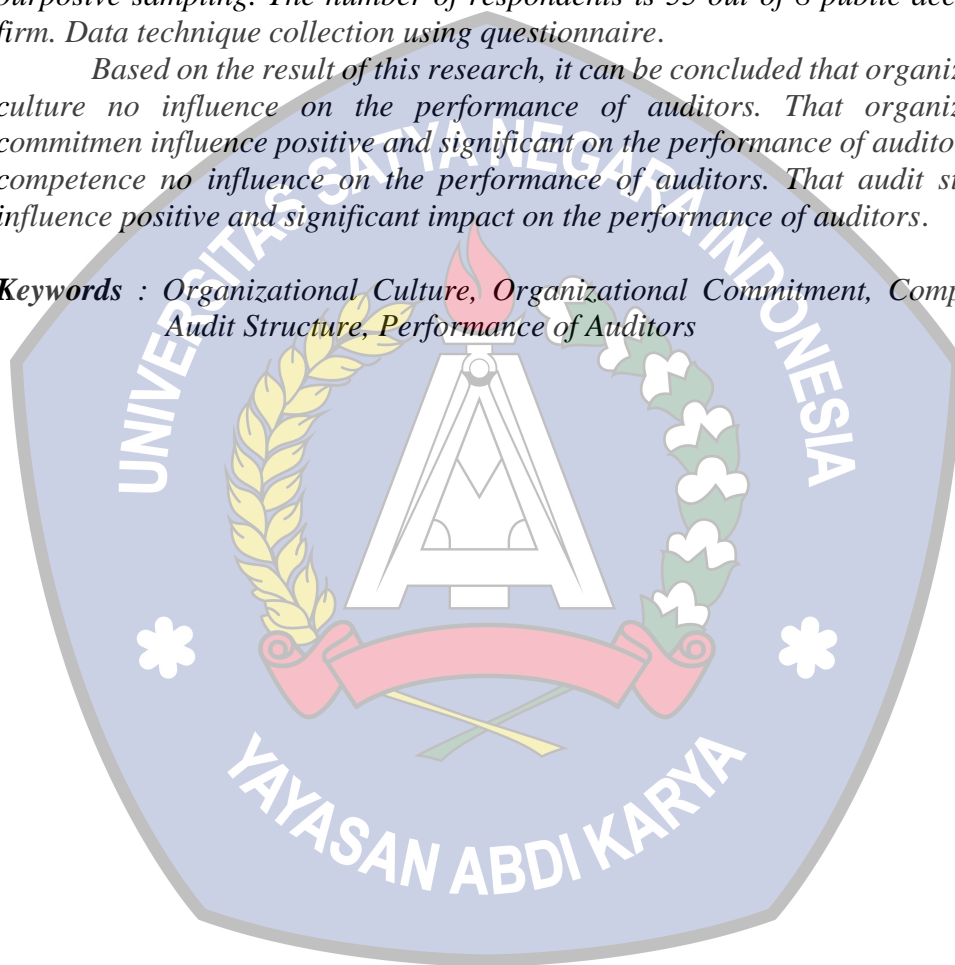 purposive sampling. The number of respondents is out of public acc
firm. Data technique collection using questionnaire.
Based on the result of this research, it can be concluded that organiz
culture no influence on the performance of auditors. That organiz
commitmen influence positive and significant on the performance of audito
competence no influence on the performance of auditors. That audit st
influence positive and significant impact on the performance of auditors.
Keywords : Organizational Culture, Organizational Commitment, Comp
Audit Structure, Performance of Auditors
UNIVERSITAS SATYA NEGARA INDONESIA
YAYASAN ABDI KARYA